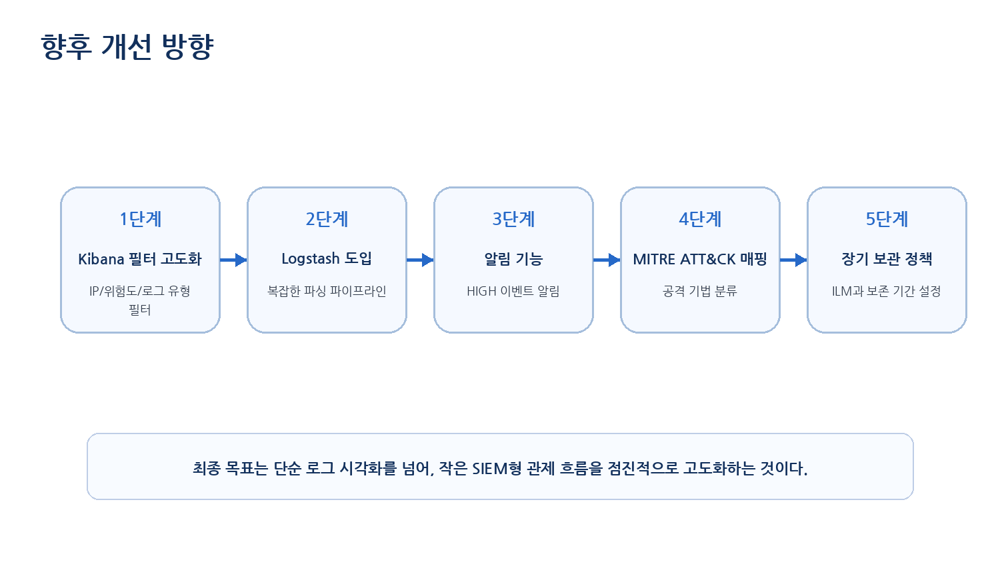 향후 개선 방향
1단계
Kibana 필터 고도화
IP/위험도/로그 유형
필터
2단계
Logstash 도입
복잡한 파싱 파이프라인
3단계
알림 기능
HIGH 이벤트 알림
4단계
MITRE ATT&CK 매핑
공격 기법 분류
5단계
장기 보관 정책
ILM과 보존 기간 설정
최종 목표는 단순 로그 시각화를 넘어, 작은 SIEM형 관제 흐름을 점진적으로 고도화하는 것이다.